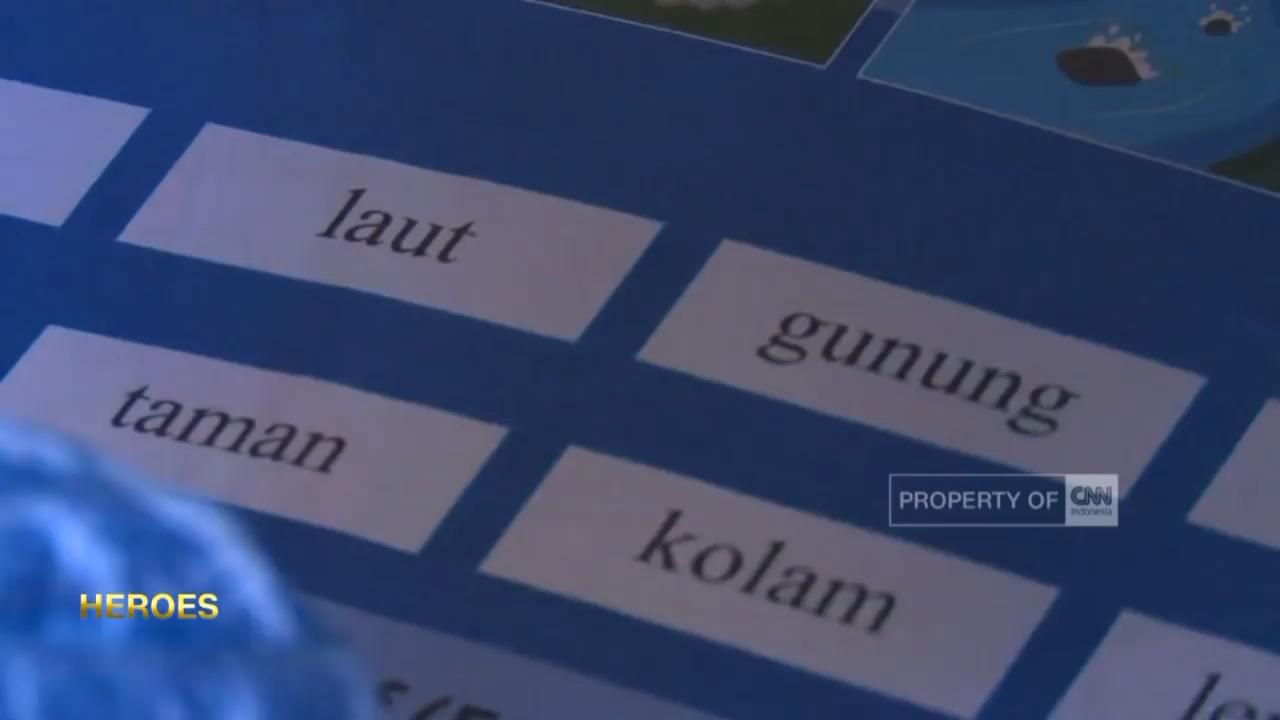 laut
gunung
taman
kolam
PROPERTY OF CNN Indonesia
HEROES